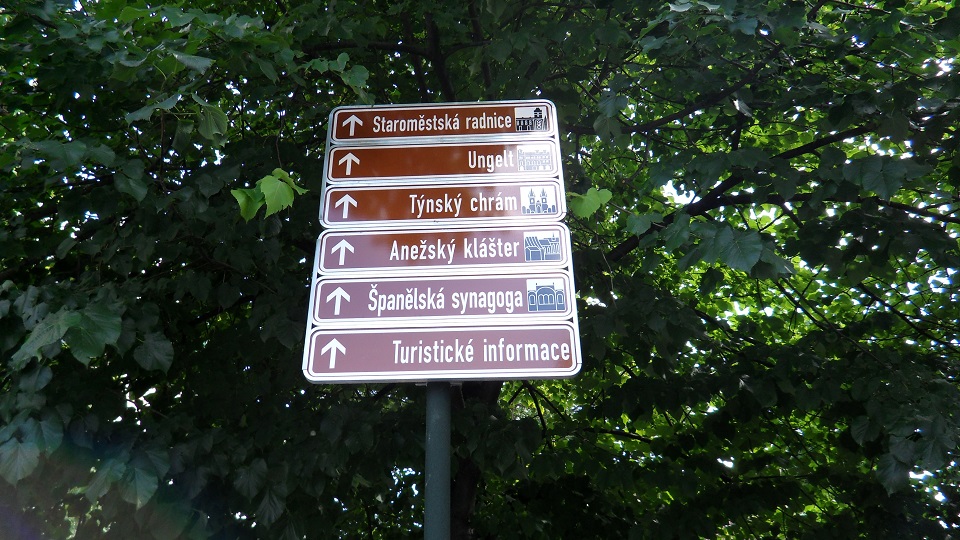 Staroměstská radnice
Ungelt
Týnský chrám
Anežský klášter
Španělská synagoga
Turistické informace